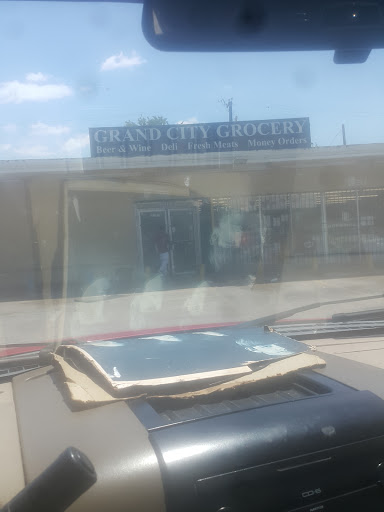 GRAND CITY GROCERY
Beer & Wine Deli Fresh Meats Money Orders